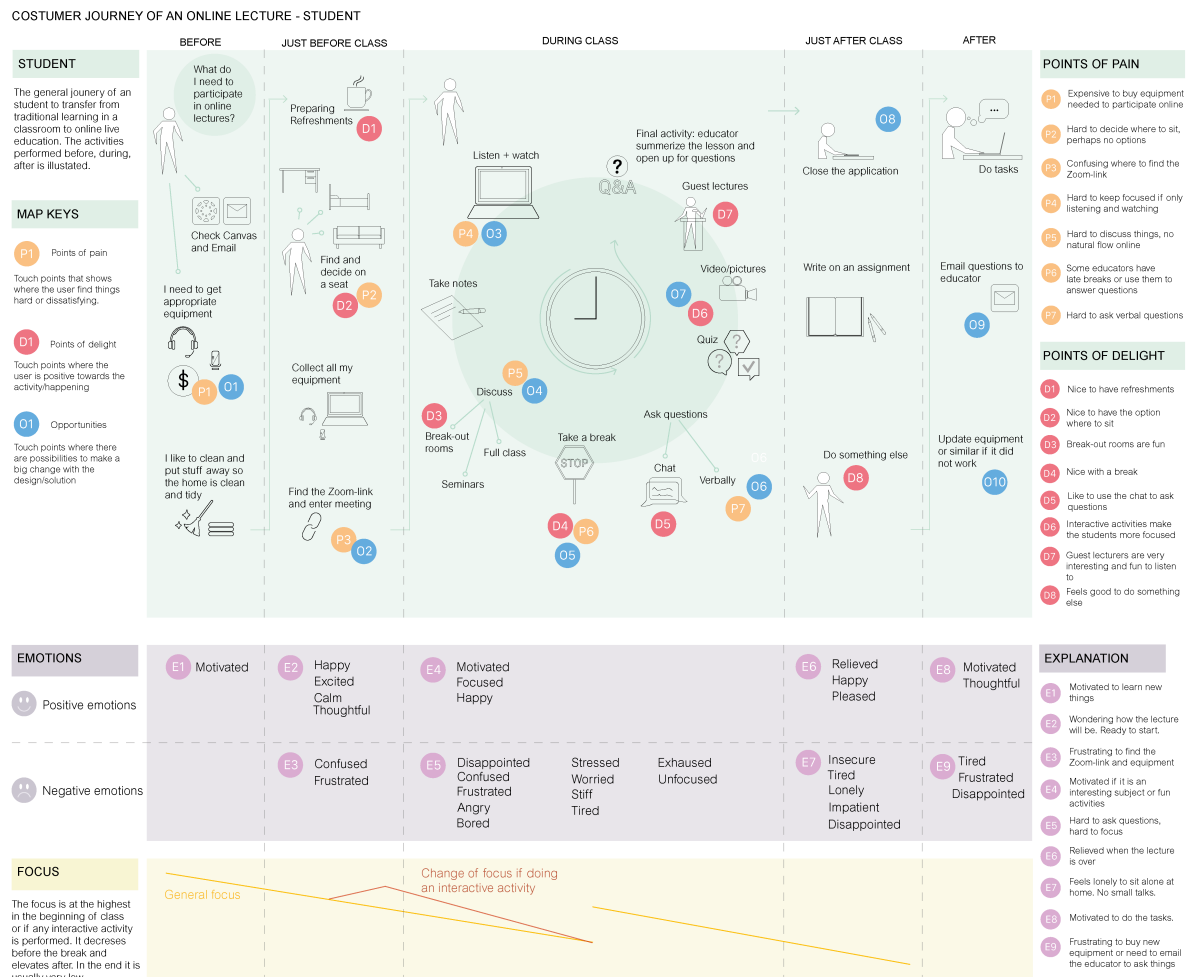 COSTUMER JOURNEY OF AN ONLINE LECTURE - STUDENT
BEFORE
JUST BEFORE CLASS
DURING CLASS
JUST AFTER CLASS
AFTER
STUDENT
The general jounery of an
student to transfer from
traditional learning in a
classroom to online live
education. The activities
performed before, during,
after is illustated.
MAP KEYS
P1
Points of pain
Touch points that shows
where the user find things
hard or dissatisfying.
D1
Points of delight
Touch points where the
user is positive towards the
activity/happening
O1
Opportunities
Touch points where there
are possibilities to make a
big change with the
design/solution
What do
I need to
participate
in online
lectures?
Check Canvas
and Email
I need to get
appropriate
equipment
$
P1
O1
I like to clean and
put stuff away so
the home is clean
and tidy
Preparing
Refreshments
D1
Find and
decide on
a seat
D2
P2
Collect all my
equipment
Find the Zoom-link
and enter meeting
P3
O2
Listen + watch
P4
O3
Take notes
P5
Discuss
O4
D3
Break-out
rooms
Full class
Seminars
Take a break
STOP
D4
P6
O5
Final activity: educator
summerize the lesson and
open up for questions
?
Q&A
Guest lectures
D7
Video/pictures
O7
D6
Quiz
?
?
Ask questions
Chat
D5
Verbally
O6
O6
P7
O8
Close the application
Write on an assignment
Do something else
D8
...
Do tasks
Email questions to
educator
O9
Update equipment
or similar if it did
not work
O10
POINTS OF PAIN
P1
Expensive to buy equipment
needed to participate online
P2
Hard to decide where to sit,
perhaps no options
P3
Confusing where to find the
Zoom-link
P4
Hard to keep focused if only
listening and watching
P5
Hard to discuss things, no
natural flow online
P6
Some educators have
late breaks or use them to
answer questions
P7
Hard to ask verbal questions
POINTS OF DELIGHT
D1
Nice to have refreshments
D2
Nice to have the option
where to sit
D3
Break-out rooms are fun
D4
Nice with a break
D5
Like to use the chat to ask
questions
D6
Interactive activities make
the students more focused
D7
Guest lecturers are very
interesting and fun to listen
to
D8
Feels good to do something
else
EMOTIONS
Positive emotions
Negative emotions
E1
Motivated
E2
Happy
Excited
Calm
Thoughtful
E4
Motivated
Focused
Happy
E6
Relieved
Happy
Pleased
E8
Motivated
Thoughtful
E3
Confused
Frustrated
E5
Disappointed
Confused
Frustrated
Angry
Bored
Stressed
Worried
Stiff
Tired
Exhaused
Unfocused
E7
Insecure
Tired
Lonely
Impatient
Disappointed
E9
Tired
Frustrated
Disappointed
EXPLANATION
E1
Motivated to learn new
things
E2
Wondering how the lecture
will be. Ready to start.
E3
Frustrating to find the
Zoom-link and equipment
E4
Motivated if it is an
interesting subject or fun
activities
E5
Hard to ask questions,
hard to focus
E6
Relieved when the lecture
is over
E7
Feels lonely to sit alone at
home. No small talks.
E8
Motivated to do the tasks.
E9
Frustrating to buy new
equipment or need to email
the educator to ask things
FOCUS
The focus is at the highest
in the beginning of class
or if any interactive activity
is performed. It decreses
before the break and
elevates after. In the end it is
usually very low.
General focus
Change of focus if doing
an interactive activity